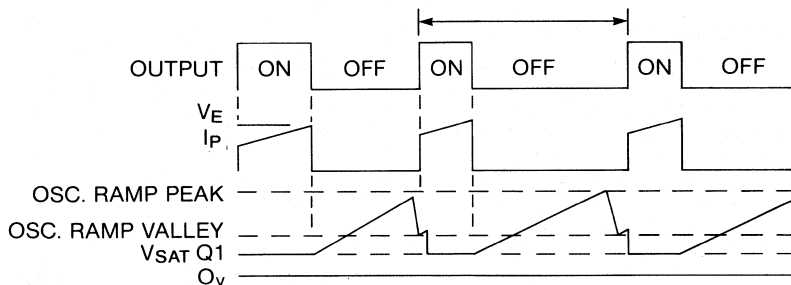 OUTPUT ON OFF ON OFF ON OFF
VE
IP
OSC. RAMP PEAK
OSC. RAMP VALLEY
VSAT Q1
OV